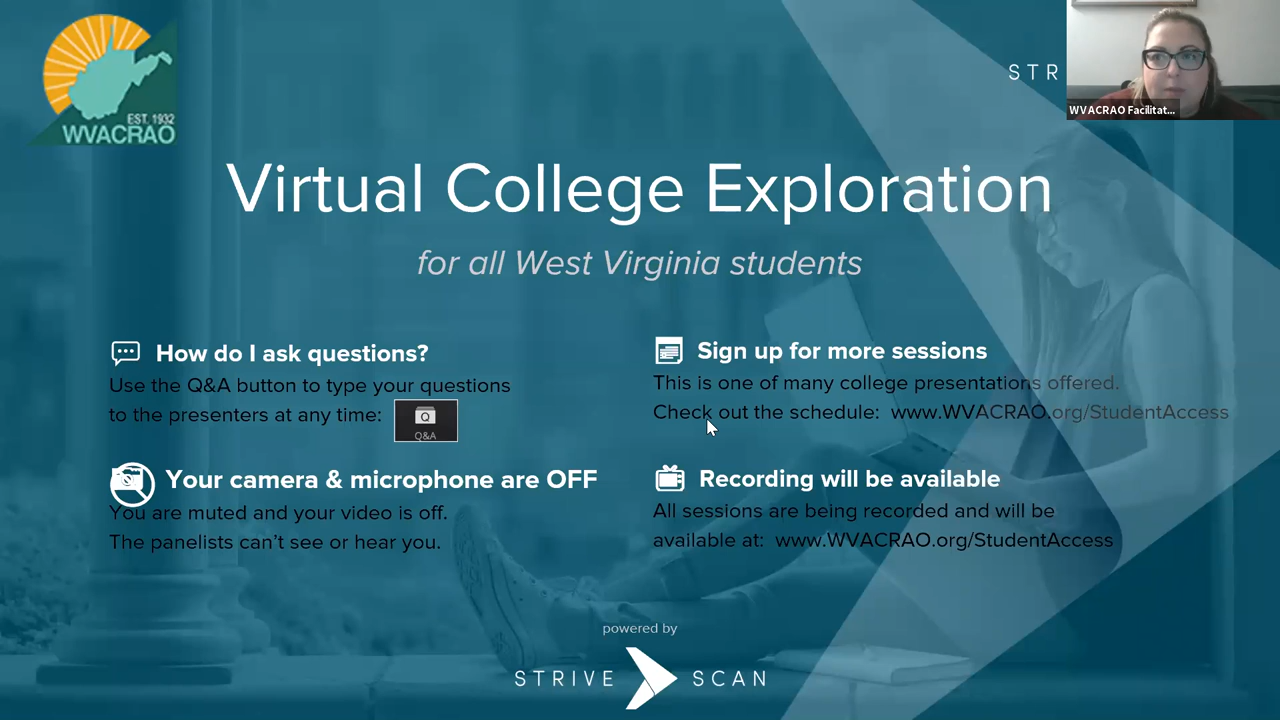 EST. 1932
WVACRAO
STR
WVACRAO Facilitat...
Virtual College Exploration
for all West Virginia students
How do I ask questions?
Use the Q&A button to type your questions
to the presenters at any time:
Q
Q&A
Sign up for more sessions
This is one of many college presentations offered.
Check out the schedule: www.WVACRAO.org/StudentAccess
Your camera & microphone are OFF
You are muted and your video is off.
The panelists can’t see or hear you.
Recording will be available
All sessions are being recorded and will be
available at: www.WVACRAO.org/StudentAccess
powered by
STRIVE SCAN